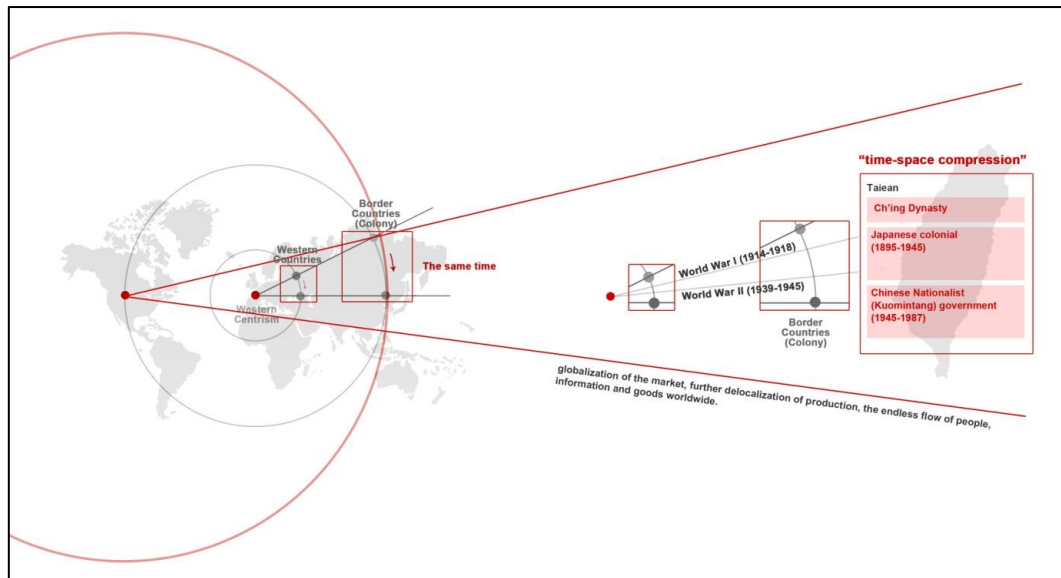 Border
Countries
(Colony)
Western
Countries
The same time
Western
Centrism
World War I (1914-1918)
World War II (1939-1945)
Border
Countries
(Colony)
“time-space compression”
Taiean
Ch'ing Dynasty
Japanese colonial
(1895-1945)
Chinese Nationalist
(Kuomintang) government
(1945-1987)
globalization of the market, further delocalization of production, the endless flow of people,
information and goods worldwide.